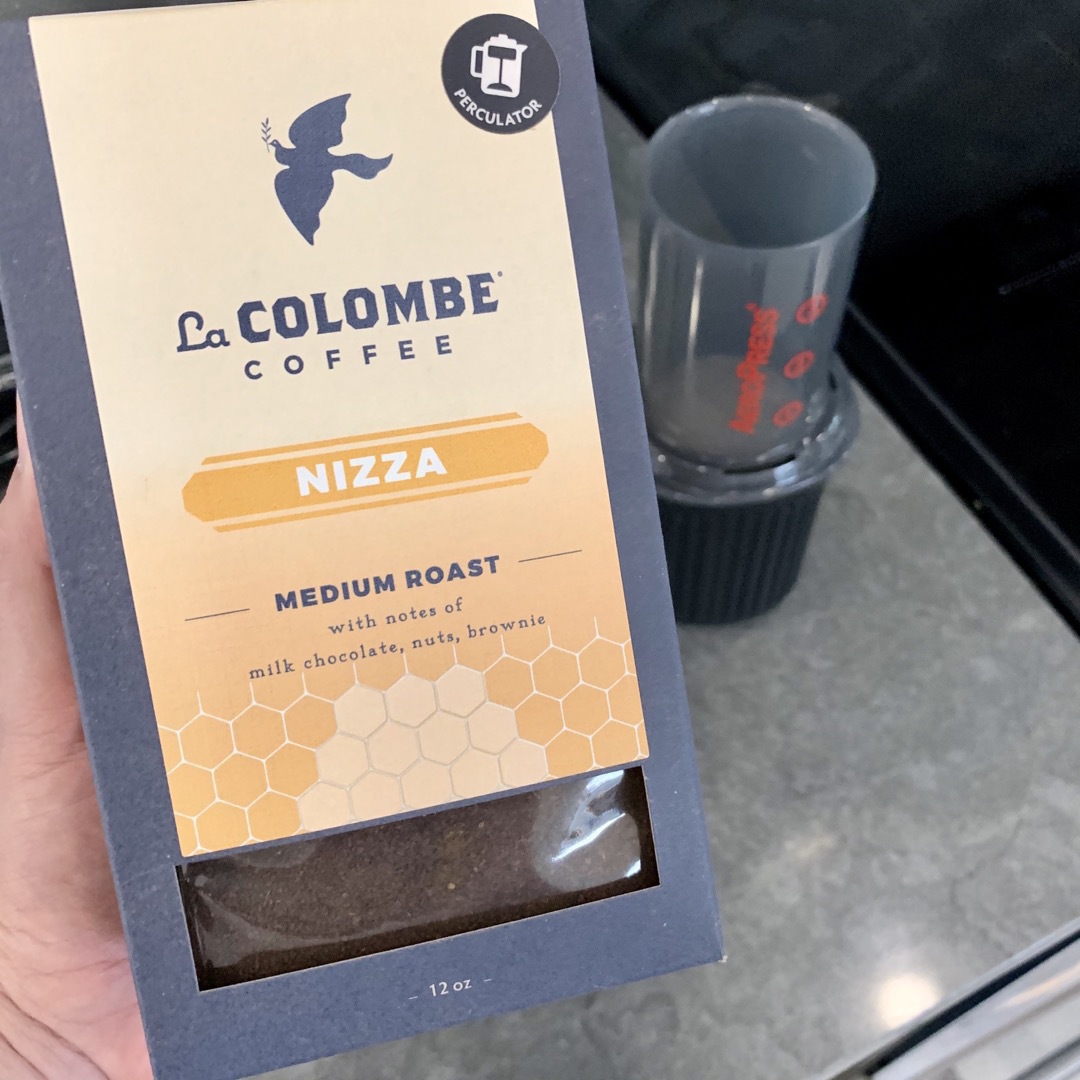 PERCULATOR
La COLOMBE
COFFEE
NIZZA
MEDIUM ROAST
with notes of
milk chocolate, nuts, brownie
12 oz
AEROPRESS